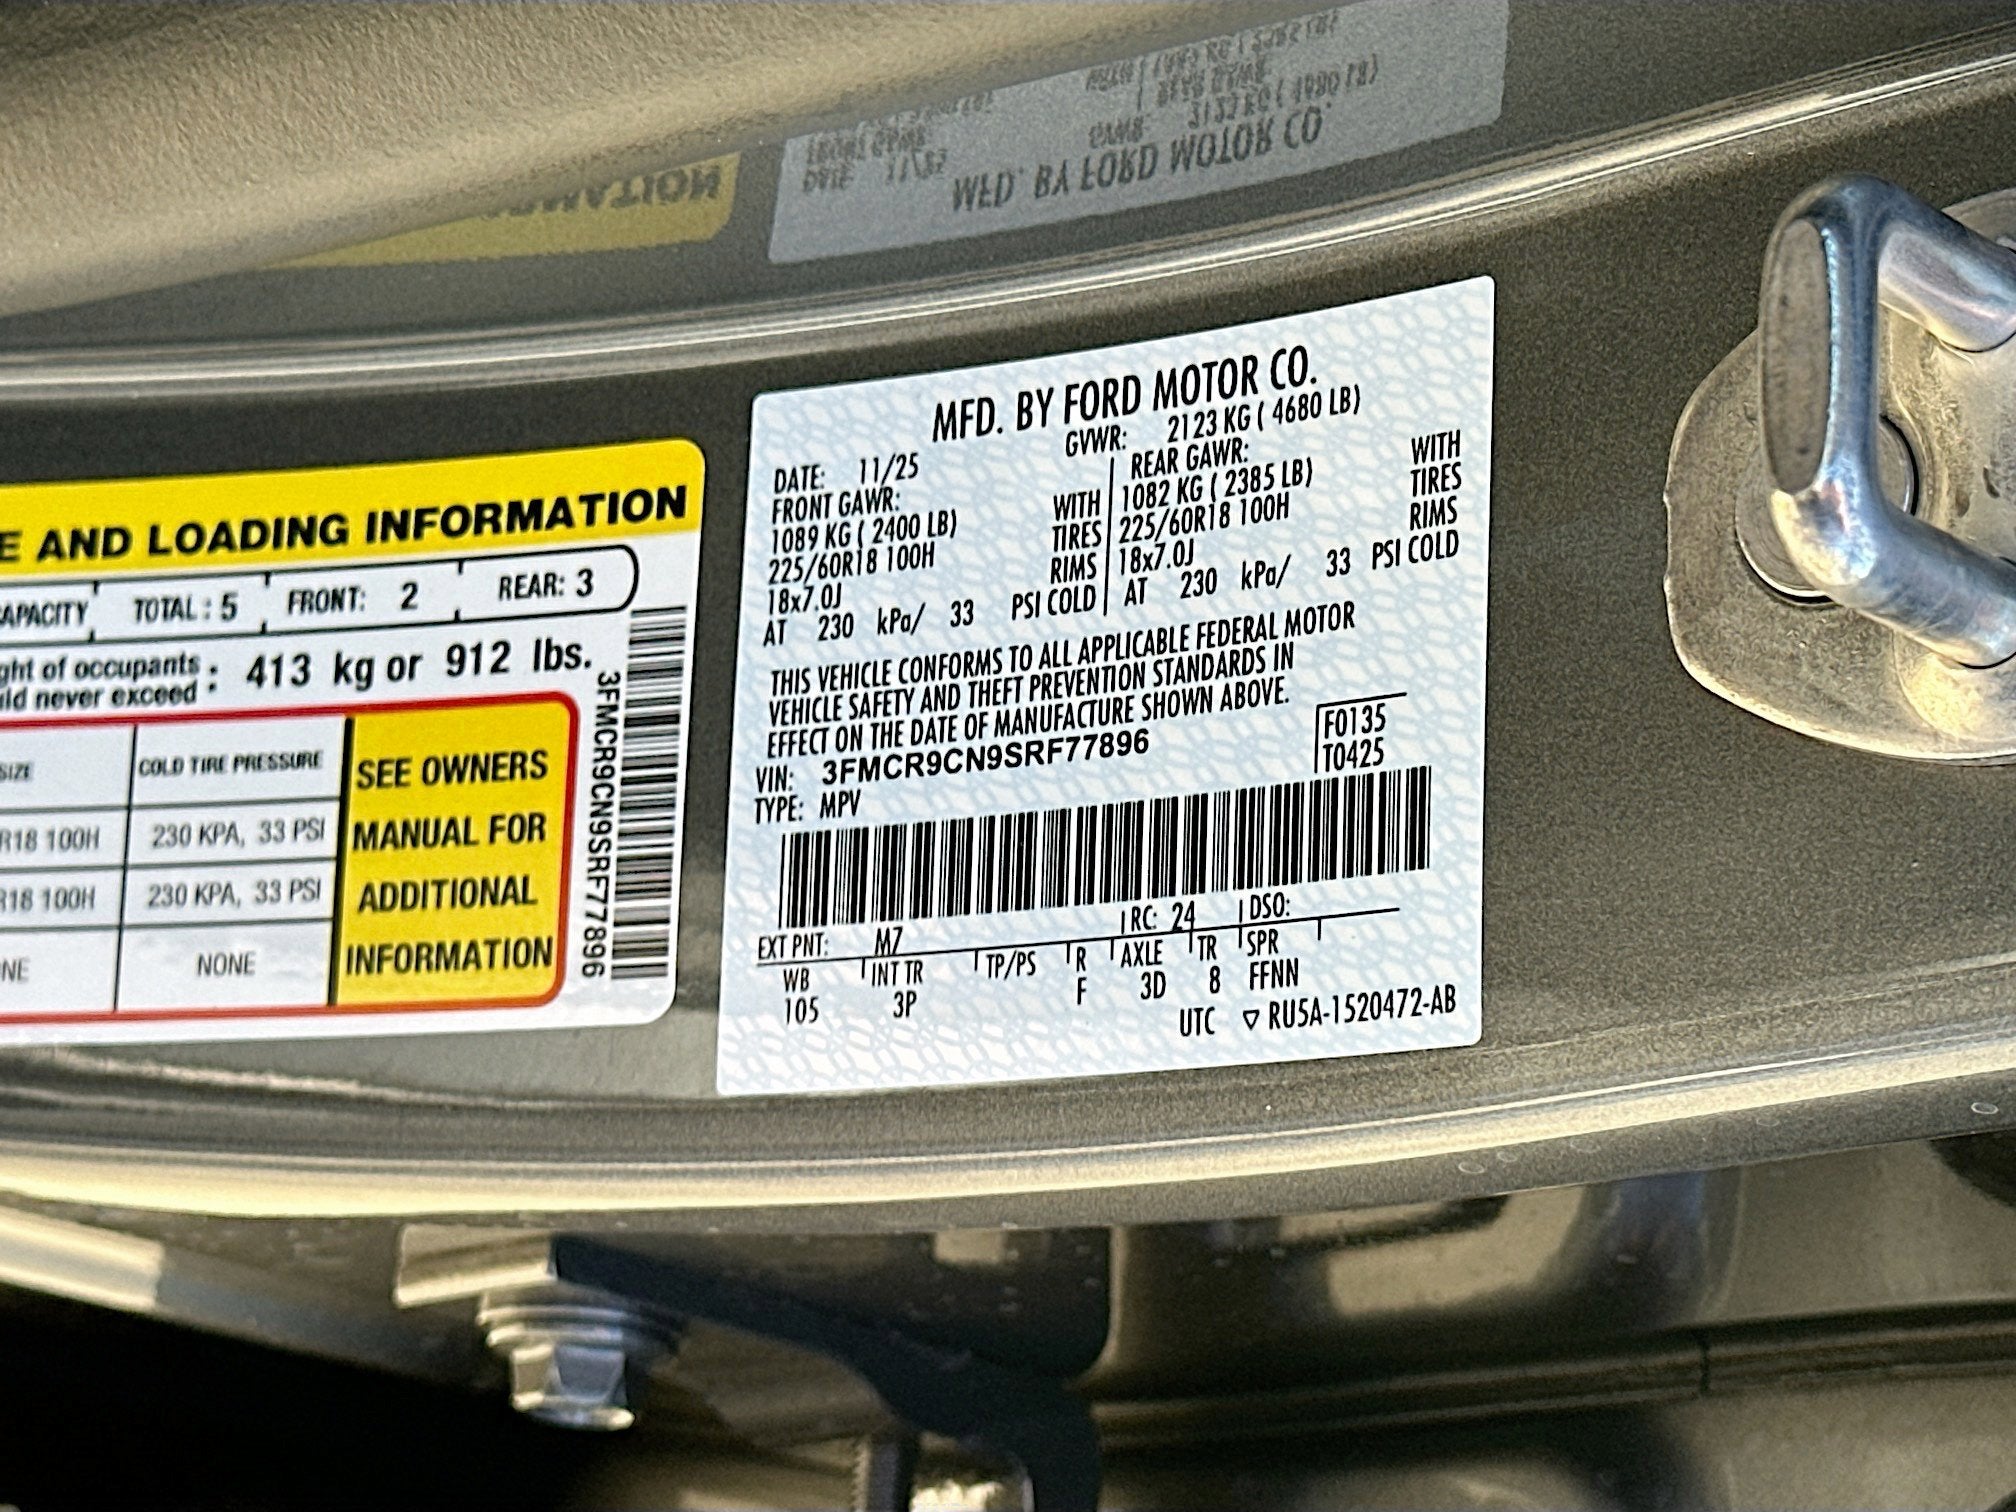 E AND LOADING INFORMATION
APACITY TOTAL : 5 FRONT: 2 REAR: 3
ght of occupants : 413 kg or 912 lbs.
uld never exceed
SIZE COLD TIRE PRESSURE
R18 100H 230 KPA, 33 PSI
R18 100H 230 KPA, 33 PSI
NE NONE
SEE OWNERS
MANUAL FOR
ADDITIONAL
INFORMATION
3FMCR9CN9SRF77896
MFD. BY FORD MOTOR CO.
DATE: 11/25 GVWR: 2123 KG ( 4680 LB)
FRONT GAWR:
1089 KG ( 2400 LB) WITH
225/60R18 100H TIRES
18x7.0J RIMS
AT 230 kPa/ 33 PSI COLD
REAR GAWR:
1082 KG ( 2385 LB) WITH
225/60R18 100H TIRES
18x7.0J RIMS
AT 230 kPa/ 33 PSI COLD
THIS VEHICLE CONFORMS TO ALL APPLICABLE FEDERAL MOTOR
VEHICLE SAFETY AND THEFT PREVENTION STANDARDS IN
EFFECT ON THE DATE OF MANUFACTURE SHOWN ABOVE.
VIN: 3FMCR9CN9SRF77896
TYPE: MPV
F0135
T0425
EXT PNT: M7 RC: 24 DSO:
WB INT TR TP/PS R AXLE TR SPR
105 3P F 3D 8 FFNN
UTC ▽ RU5A-1520472-AB